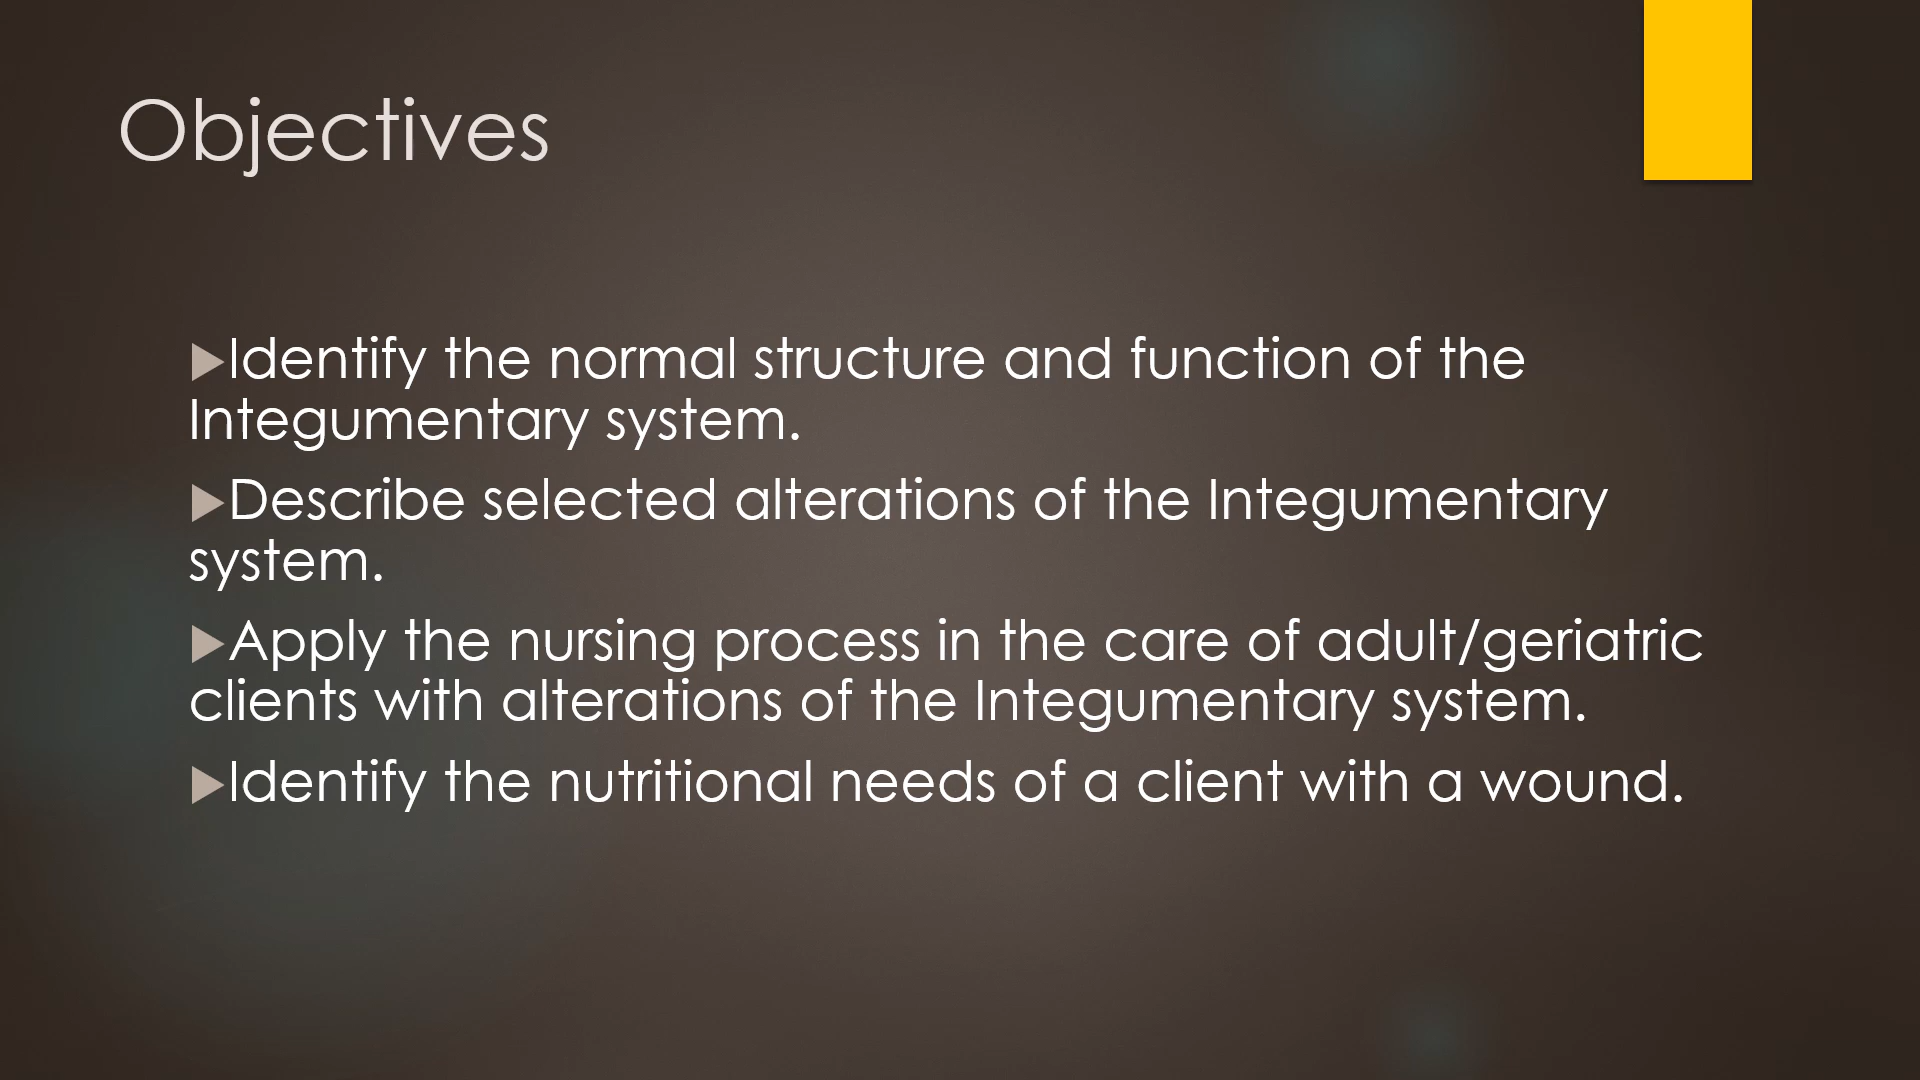 Objectives
▶Identify the normal structure and function of the
Integumentary system.
▶Describe selected alterations of the Integumentary
system.
▶Apply the nursing process in the care of adult/geriatric
clients with alterations of the Integumentary system.
▶Identify the nutritional needs of a client with a wound.